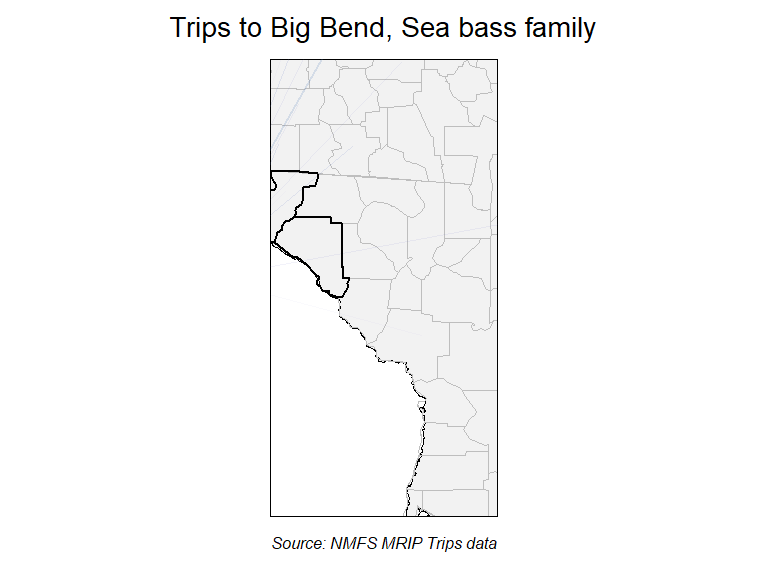 Trips to Big Bend, Sea bass family
Source: NMFS MRIP Trips data